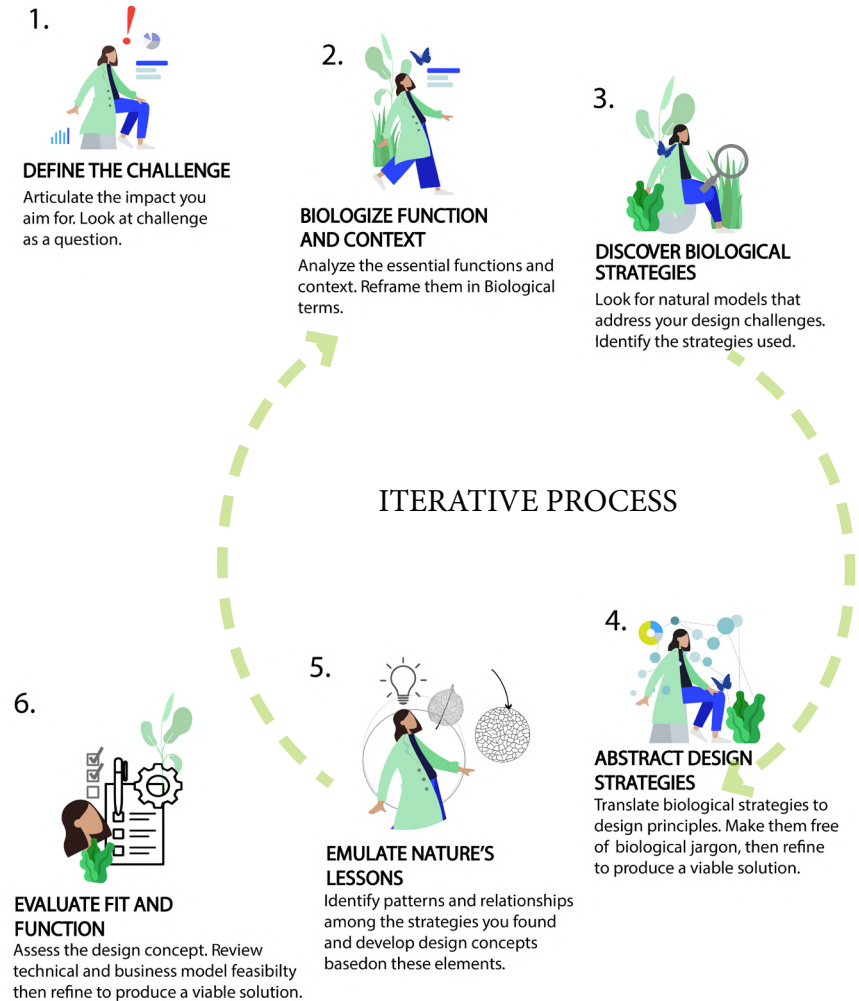 1.
DEFINE THE CHALLENGE
Articulate the impact you
aim for. Look at challenge
as a question.
2.
BIOLOGIZE FUNCTION
AND CONTEXT
Analyze the essential functions and
context. Reframe them in Biological
terms.
3.
DISCOVER BIOLOGICAL
STRATEGIES
Look for natural models that
address your design challenges.
Identify the strategies used.
ITERATIVE PROCESS
4.
ABSTRACT DESIGN
STRATEGIES
Translate biological strategies to
design principles. Make them free
of biological jargon, then refine
to produce a viable solution.
5.
EMULATE NATURE'S
LESSONS
Identify patterns and relationships
among the strategies you found
and develop design concepts
basedon these elements.
6.
EVALUATE FIT AND
FUNCTION
Assess the design concept. Review
technical and business model feasibilty
then refine to produce a viable solution.